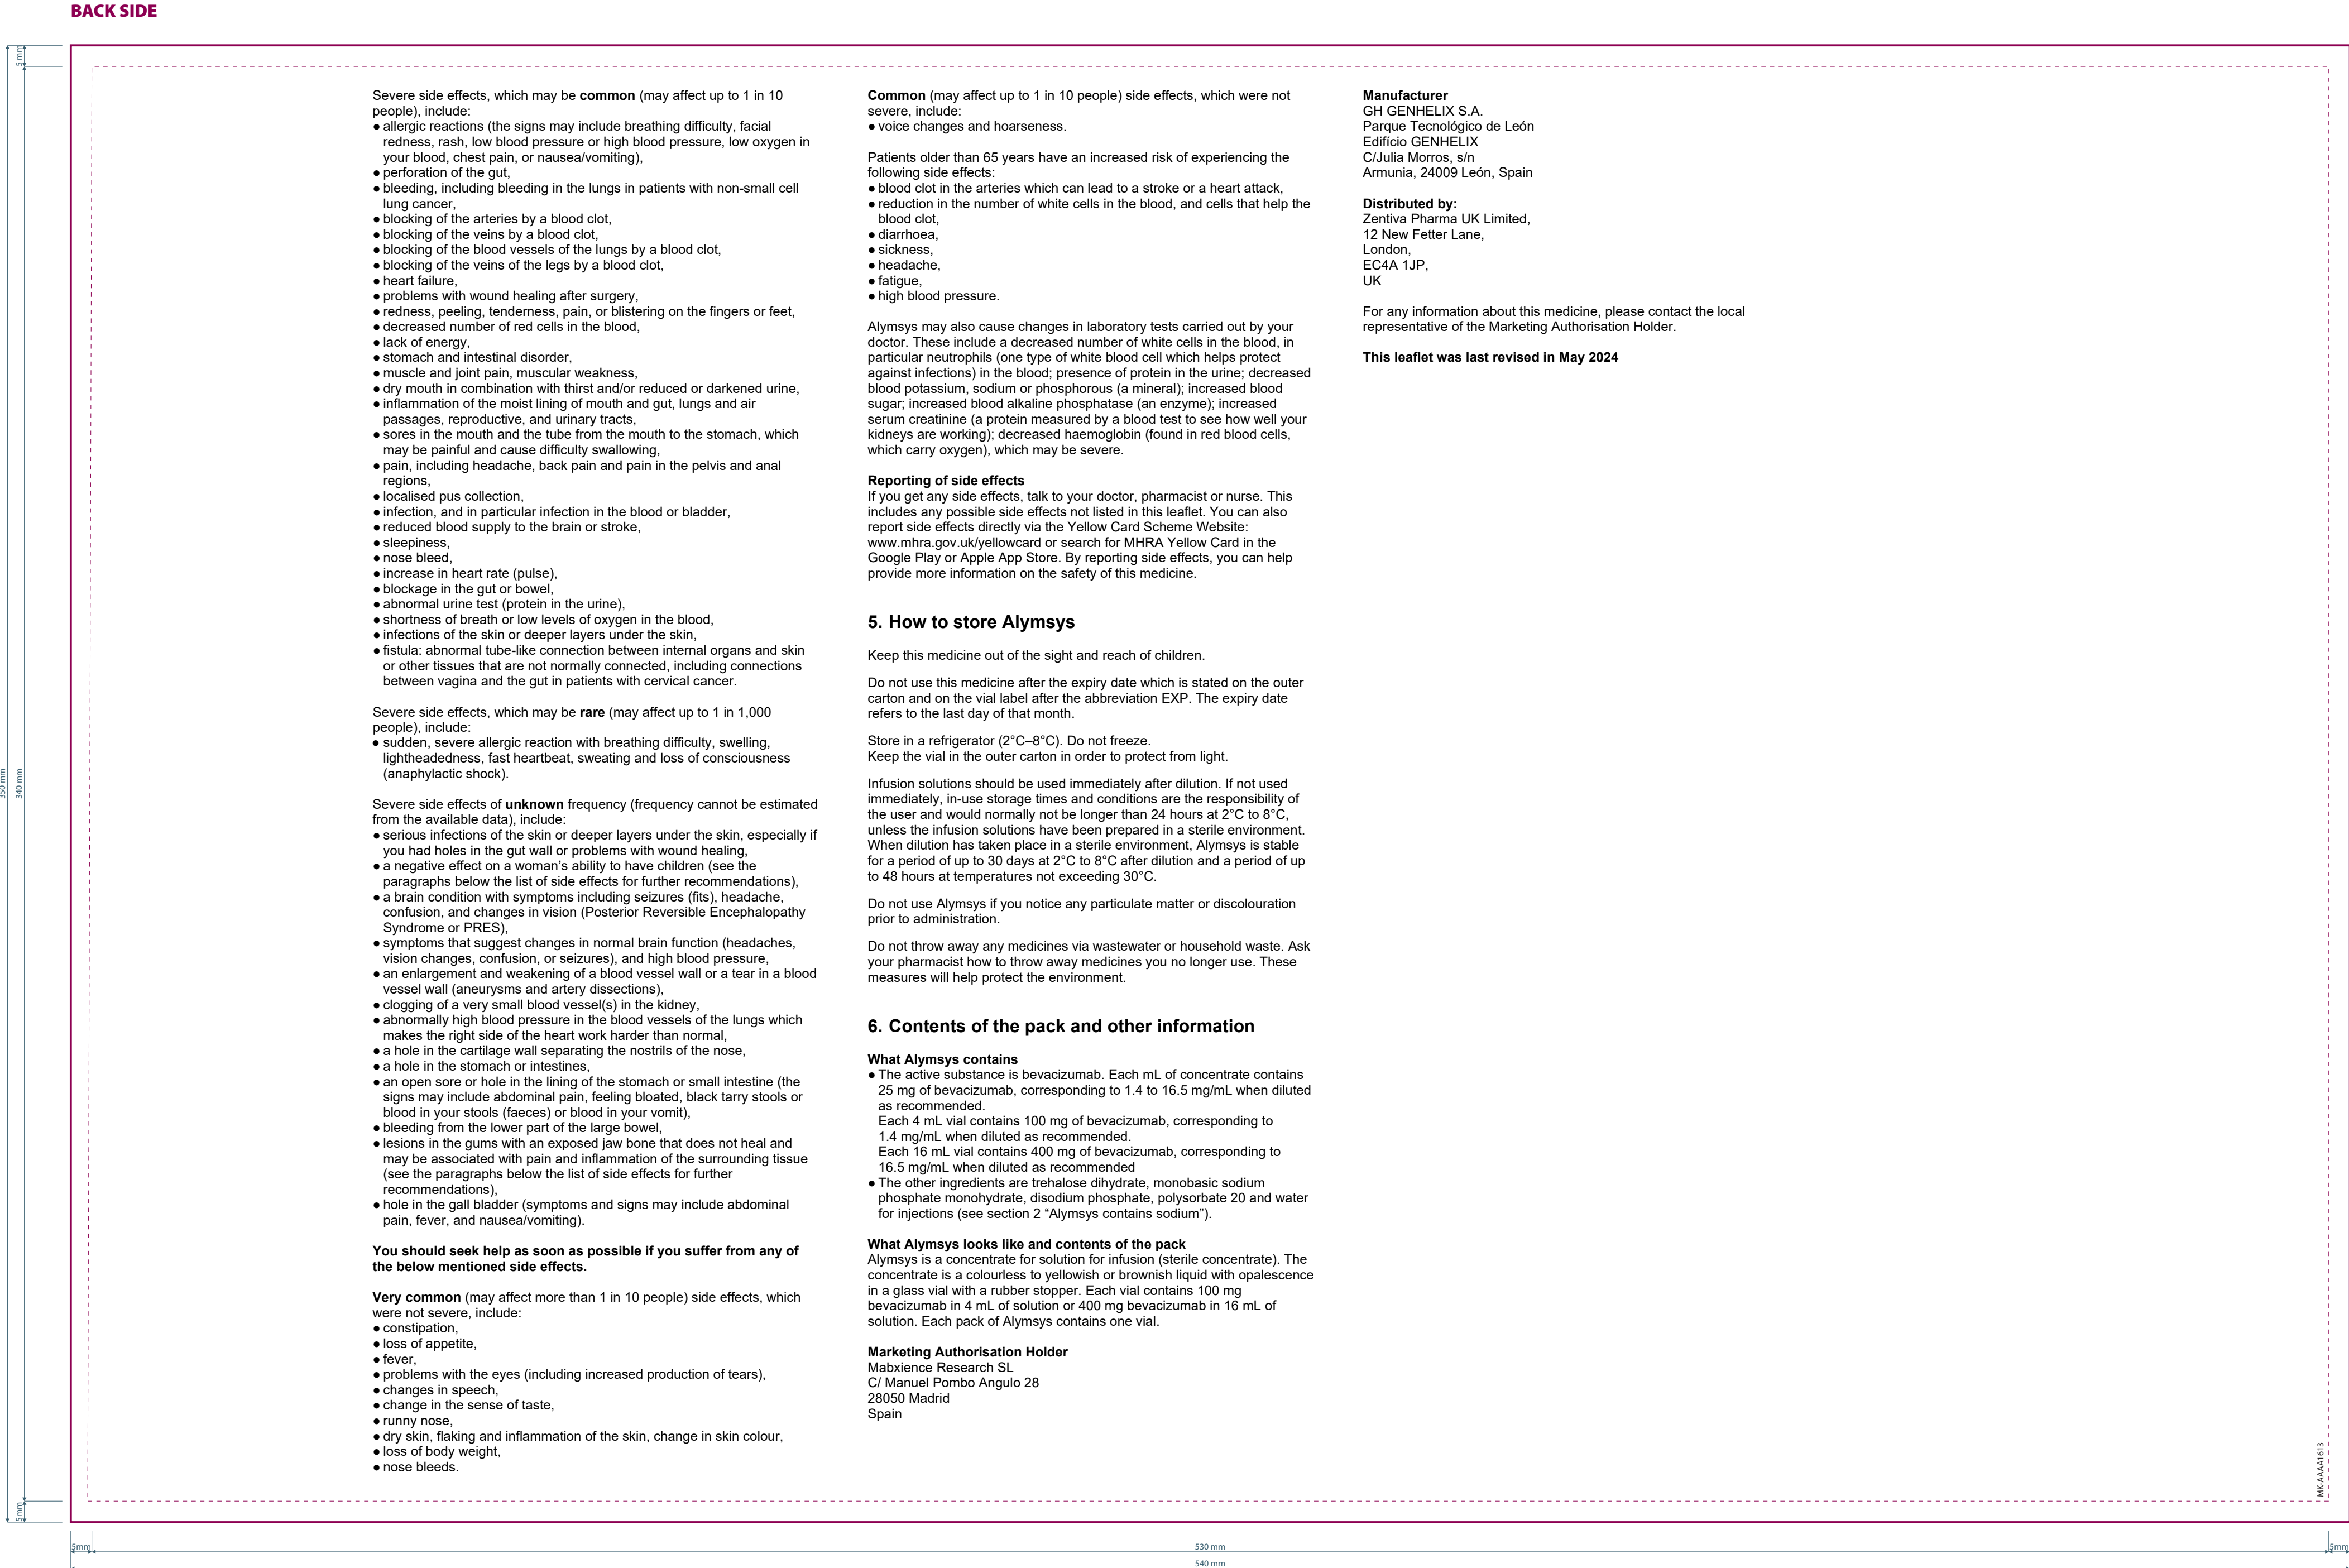 BACK SIDE
5 mm
350 mm
340 mm
5mm
Severe side effects, which may be common (may affect up to 1 in 10
people), include:
● allergic reactions (the signs may include breathing difficulty, facial
redness, rash, low blood pressure or high blood pressure, low oxygen in
your blood, chest pain, or nausea/vomiting),
● perforation of the gut,
● bleeding, including bleeding in the lungs in patients with non-small cell
lung cancer,
● blocking of the arteries by a blood clot,
● blocking of the veins by a blood clot,
● blocking of the blood vessels of the lungs by a blood clot,
● blocking of the veins of the legs by a blood clot,
● heart failure,
● problems with wound healing after surgery,
● redness, peeling, tenderness, pain, or blistering on the fingers or feet,
● decreased number of red cells in the blood,
● lack of energy,
● stomach and intestinal disorder,
● muscle and joint pain, muscular weakness,
● dry mouth in combination with thirst and/or reduced or darkened urine,
● inflammation of the moist lining of mouth and gut, lungs and air
passages, reproductive, and urinary tracts,
● sores in the mouth and the tube from the mouth to the stomach, which
may be painful and cause difficulty swallowing,
● pain, including headache, back pain and pain in the pelvis and anal
regions,
● localised pus collection,
● infection, and in particular infection in the blood or bladder,
● reduced blood supply to the brain or stroke,
● sleepiness,
● nose bleed,
● increase in heart rate (pulse),
● blockage in the gut or bowel,
● abnormal urine test (protein in the urine),
● shortness of breath or low levels of oxygen in the blood,
● infections of the skin or deeper layers under the skin,
● fistula: abnormal tube-like connection between internal organs and skin
or other tissues that are not normally connected, including connections
between vagina and the gut in patients with cervical cancer.
Severe side effects, which may be rare (may affect up to 1 in 1,000
people), include:
● sudden, severe allergic reaction with breathing difficulty, swelling,
lightheadedness, fast heartbeat, sweating and loss of consciousness
(anaphylactic shock).
Severe side effects of unknown frequency (frequency cannot be estimated
from the available data), include:
● serious infections of the skin or deeper layers under the skin, especially if
you had holes in the gut wall or problems with wound healing,
● a negative effect on a woman’s ability to have children (see the
paragraphs below the list of side effects for further recommendations),
● a brain condition with symptoms including seizures (fits), headache,
confusion, and changes in vision (Posterior Reversible Encephalopathy
Syndrome or PRES),
● symptoms that suggest changes in normal brain function (headaches,
vision changes, confusion, or seizures), and high blood pressure,
● an enlargement and weakening of a blood vessel wall or a tear in a blood
vessel wall (aneurysms and artery dissections),
● clogging of a very small blood vessel(s) in the kidney,
● abnormally high blood pressure in the blood vessels of the lungs which
makes the right side of the heart work harder than normal,
● a hole in the cartilage wall separating the nostrils of the nose,
● a hole in the stomach or intestines,
● an open sore or hole in the lining of the stomach or small intestine (the
signs may include abdominal pain, feeling bloated, black tarry stools or
blood in your stools (faeces) or blood in your vomit),
● bleeding from the lower part of the large bowel,
● lesions in the gums with an exposed jaw bone that does not heal and
may be associated with pain and inflammation of the surrounding tissue
(see the paragraphs below the list of side effects for further
recommendations),
● hole in the gall bladder (symptoms and signs may include abdominal
pain, fever, and nausea/vomiting).
You should seek help as soon as possible if you suffer from any of
the below mentioned side effects.
Very common (may affect more than 1 in 10 people) side effects, which
were not severe, include:
● constipation,
● loss of appetite,
● fever,
● problems with the eyes (including increased production of tears),
● changes in speech,
● change in the sense of taste,
● runny nose,
● dry skin, flaking and inflammation of the skin, change in skin colour,
● loss of body weight,
● nose bleeds.
Common (may affect up to 1 in 10 people) side effects, which were not
severe, include:
● voice changes and hoarseness.
Patients older than 65 years have an increased risk of experiencing the
following side effects:
● blood clot in the arteries which can lead to a stroke or a heart attack,
● reduction in the number of white cells in the blood, and cells that help the
blood clot,
● diarrhoea,
● sickness,
● headache,
● fatigue,
● high blood pressure.
Alymsys may also cause changes in laboratory tests carried out by your
doctor. These include a decreased number of white cells in the blood, in
particular neutrophils (one type of white blood cell which helps protect
against infections) in the blood; presence of protein in the urine; decreased
blood potassium, sodium or phosphorous (a mineral); increased blood
sugar; increased blood alkaline phosphatase (an enzyme); increased
serum creatinine (a protein measured by a blood test to see how well your
kidneys are working); decreased haemoglobin (found in red blood cells,
which carry oxygen), which may be severe.
Reporting of side effects
If you get any side effects, talk to your doctor, pharmacist or nurse. This
includes any possible side effects not listed in this leaflet. You can also
report side effects directly via the Yellow Card Scheme Website:
www.mhra.gov.uk/yellowcard or search for MHRA Yellow Card in the
Google Play or Apple App Store. By reporting side effects, you can help
provide more information on the safety of this medicine.
5. How to store Alymsys
Keep this medicine out of the sight and reach of children.
Do not use this medicine after the expiry date which is stated on the outer
carton and on the vial label after the abbreviation EXP. The expiry date
refers to the last day of that month.
Store in a refrigerator (2°C–8°C). Do not freeze.
Keep the vial in the outer carton in order to protect from light.
Infusion solutions should be used immediately after dilution. If not used
immediately, in-use storage times and conditions are the responsibility of
the user and would normally not be longer than 24 hours at 2°C to 8°C,
unless the infusion solutions have been prepared in a sterile environment.
When dilution has taken place in a sterile environment, Alymsys is stable
for a period of up to 30 days at 2°C to 8°C after dilution and a period of up
to 48 hours at temperatures not exceeding 30°C.
Do not use Alymsys if you notice any particulate matter or discolouration
prior to administration.
Do not throw away any medicines via wastewater or household waste. Ask
your pharmacist how to throw away medicines you no longer use. These
measures will help protect the environment.
6. Contents of the pack and other information
What Alymsys contains
● The active substance is bevacizumab. Each mL of concentrate contains
25 mg of bevacizumab, corresponding to 1.4 to 16.5 mg/mL when diluted
as recommended.
Each 4 mL vial contains 100 mg of bevacizumab, corresponding to
1.4 mg/mL when diluted as recommended.
Each 16 mL vial contains 400 mg of bevacizumab, corresponding to
16.5 mg/mL when diluted as recommended
● The other ingredients are trehalose dihydrate, monobasic sodium
phosphate monohydrate, disodium phosphate, polysorbate 20 and water
for injections (see section 2 “Alymsys contains sodium”).
What Alymsys looks like and contents of the pack
Alymsys is a concentrate for solution for infusion (sterile concentrate). The
concentrate is a colourless to yellowish or brownish liquid with opalescence
in a glass vial with a rubber stopper. Each vial contains 100 mg
bevacizumab in 4 mL of solution or 400 mg bevacizumab in 16 mL of
solution. Each pack of Alymsys contains one vial.
Marketing Authorisation Holder
Mabxience Research SL
C/ Manuel Pombo Angulo 28
28050 Madrid
Spain
Manufacturer
GH GENHELIX S.A.
Parque Tecnológico de León
Edifício GENHELIX
C/Julia Morros, s/n
Armunia, 24009 León, Spain
Distributed by:
Zentiva Pharma UK Limited,
12 New Fetter Lane,
London,
EC4A 1JP,
UK
For any information about this medicine, please contact the local
representative of the Marketing Authorisation Holder.
This leaflet was last revised in May 2024
MK-AAAA1613
5mm
530 mm
5mm
540 mm